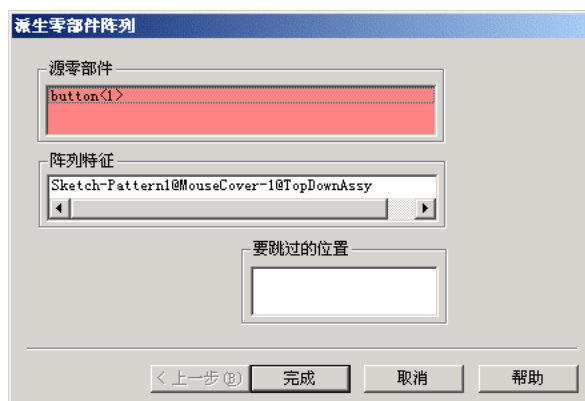 派生零部件阵列
源零部件
button<1>
阵列特征
Sketch-Pattern1@MouseCover-1@TopDownAssy
要跳过的位置
< 上一步(B) 完成 取消 帮助